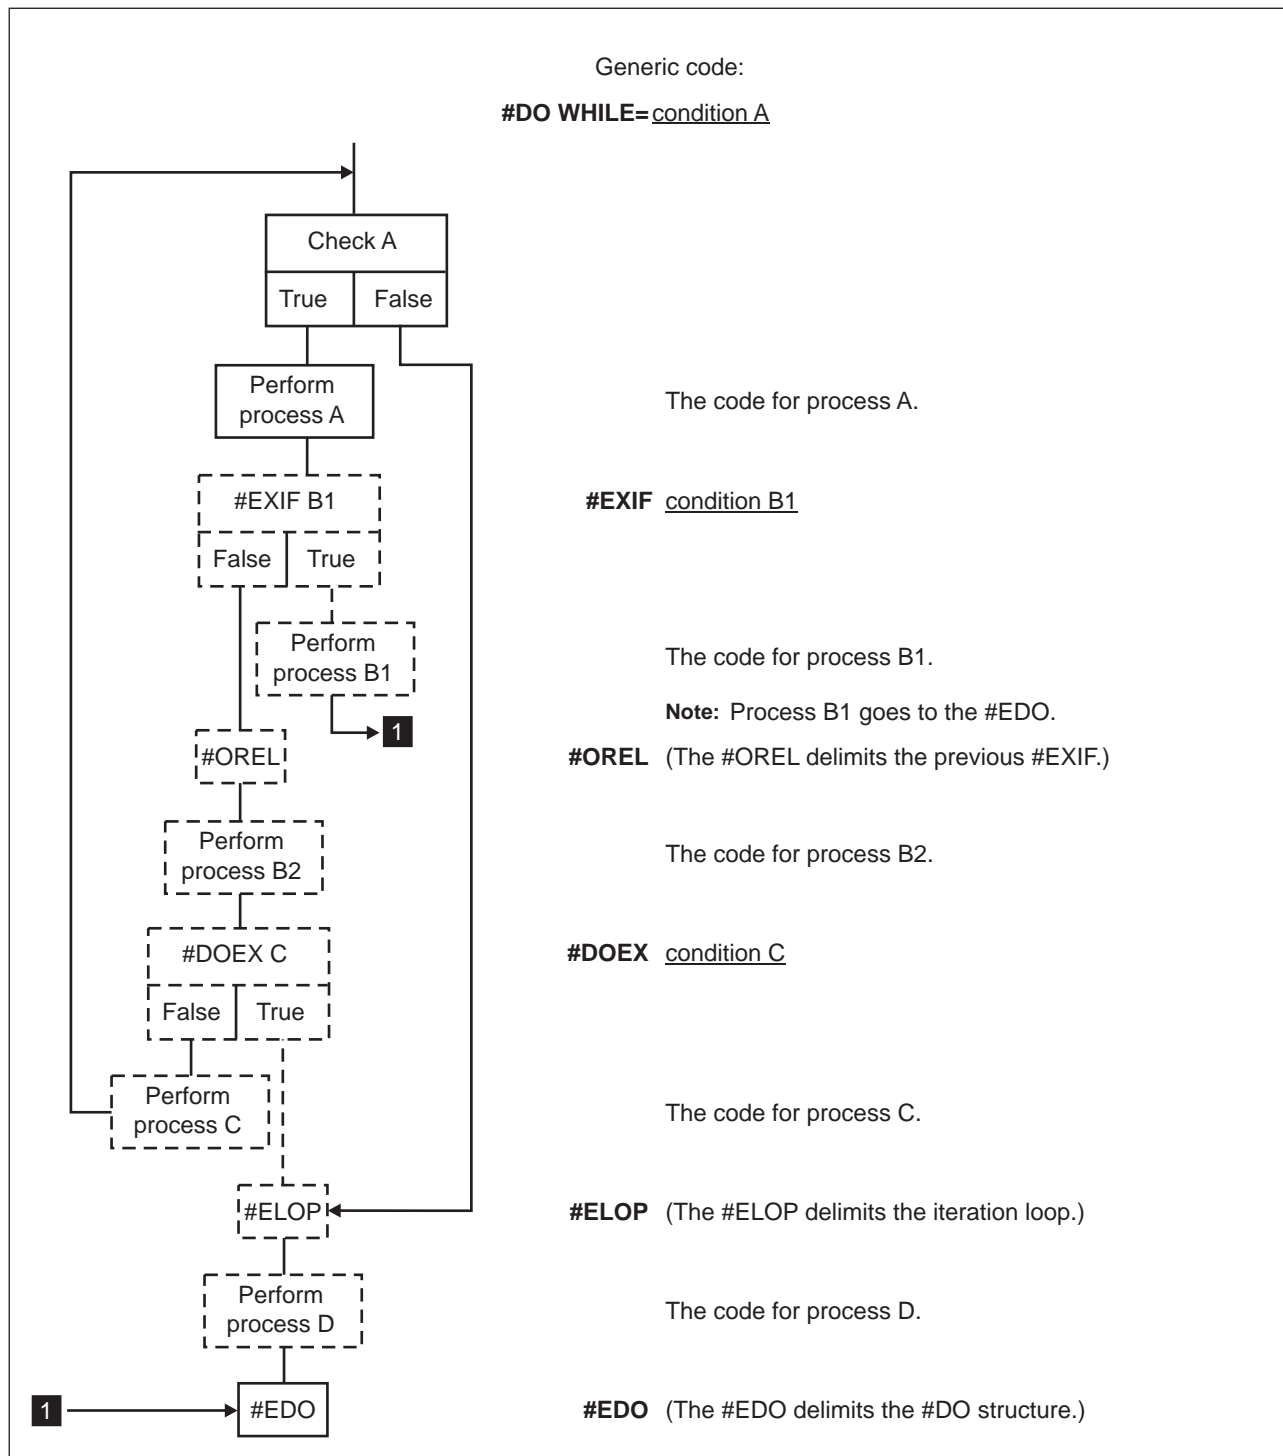 Generic code:
#DO WHILE= condition A
Check A
True False
Perform
process A
The code for process A.
#EXIF B1
#EXIF condition B1
False True
Perform
process B1
The code for process B1.
Note: Process B1 goes to the #EDO.
1
#OREL
#OREL (The #OREL delimits the previous #EXIF.)
Perform
process B2
The code for process B2.
#DOEX C
#DOEX condition C
False True
Perform
process C
The code for process C.
#ELOP
#ELOP (The #ELOP delimits the iteration loop.)
Perform
process D
The code for process D.
1
#EDO
#EDO (The #EDO delimits the #DO structure.)